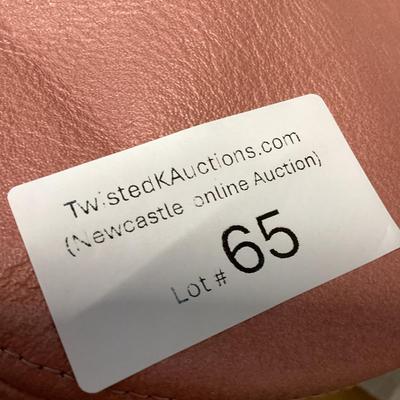 TwistedKAuctions.com
(Newcastle online Auction)
Lot # 65